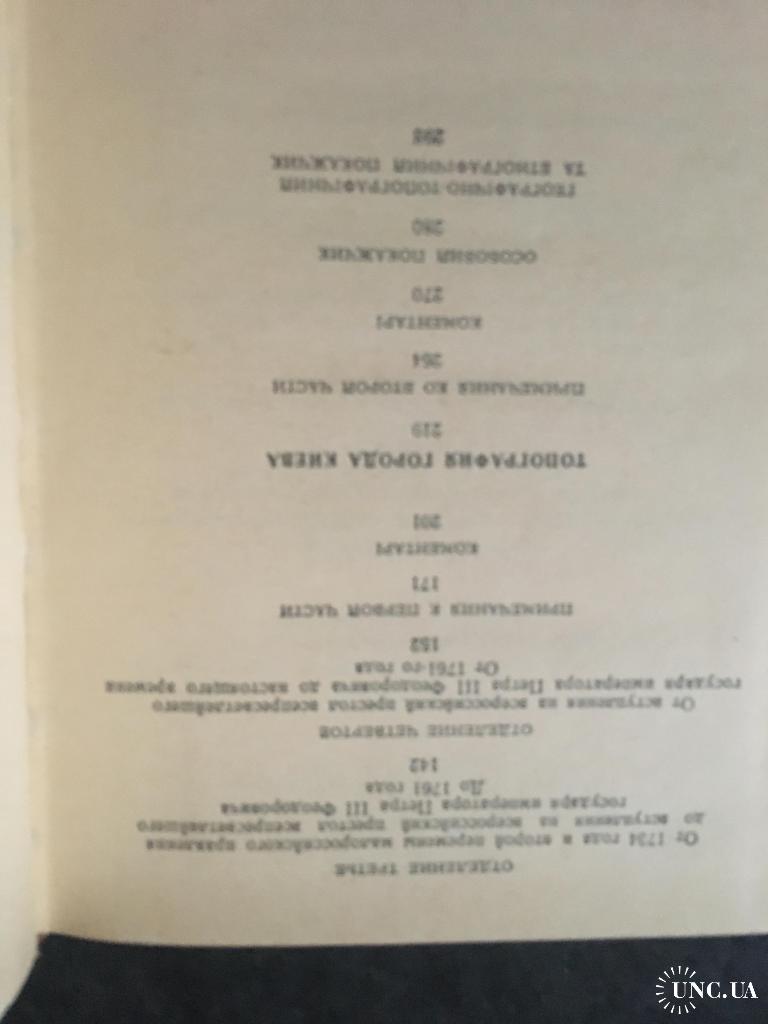 ОТДЕЛЕНИЕ ТРЕТЬЕ
От 1734 года и второй перемены малороссийского правления
до вступления на всероссийский престол всепресветлейшего
государя императора Петра III Феодоровича
До 1761 года
142
ОТДЕЛЕНИЕ ЧЕТВЕРТОЕ
От вступления на всероссийский престол всепресветлейшего
государя императора Петра III Феодоровича до настоящего времени
От 1761-го года
152
ПРИМЕЧАНИЯ К ПЕРВОЙ ЧАСТИ
171
КОМЕНТАРІ
201
ТОПОГРАФИЯ ГОРОДА КИЕВА
219
ПРИМЕЧАНИЯ КО ВТОРОЙ ЧАСТИ
264
КОМЕНТАРІ
270
ОСОБОВИЙ ПОКАЖЧИК
280
ГЕОГРАФІЧНО-ТОПОГРАФІЧНИЙ
ТА ЕТНОГРАФІЧНИЙ ПОКАЖЧИК
298
UNC.UA